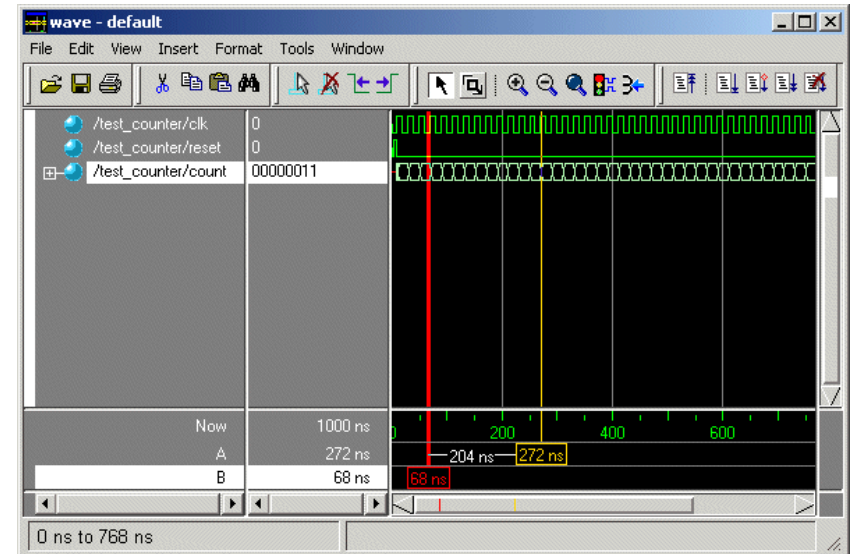 wave - default
File Edit View Insert Format Tools Window
/test_counter/clk 0
/test_counter/reset 0
/test_counter/count 00000011
Now 1000 ns 0 200 400 600
A 272 ns 204 ns 272 ns
B 68 ns 68 ns
0 ns to 768 ns